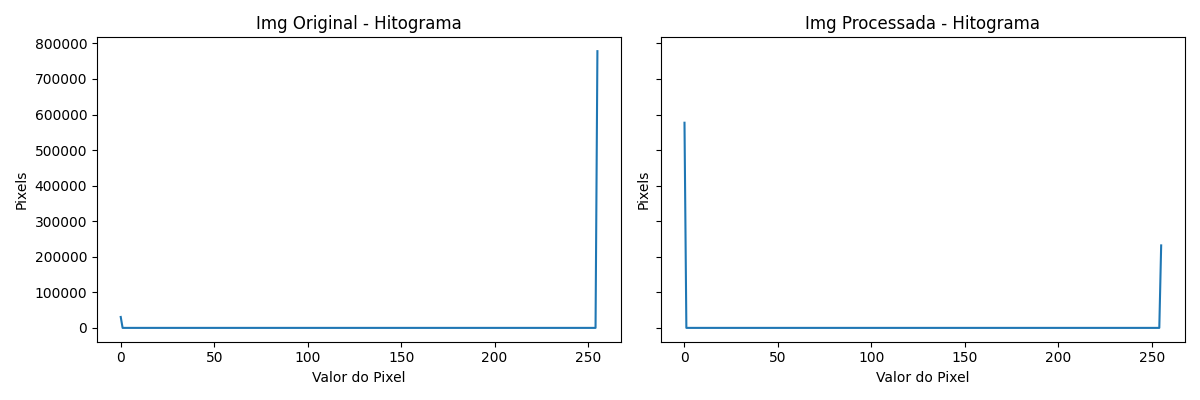 Img Original - Hitograma
Img Processada - Hitograma
800000
700000
600000
500000
400000
300000
200000
100000
0
Pixels
Pixels
0 50 100 150 200 250
0 50 100 150 200 250
Valor do Pixel
Valor do Pixel